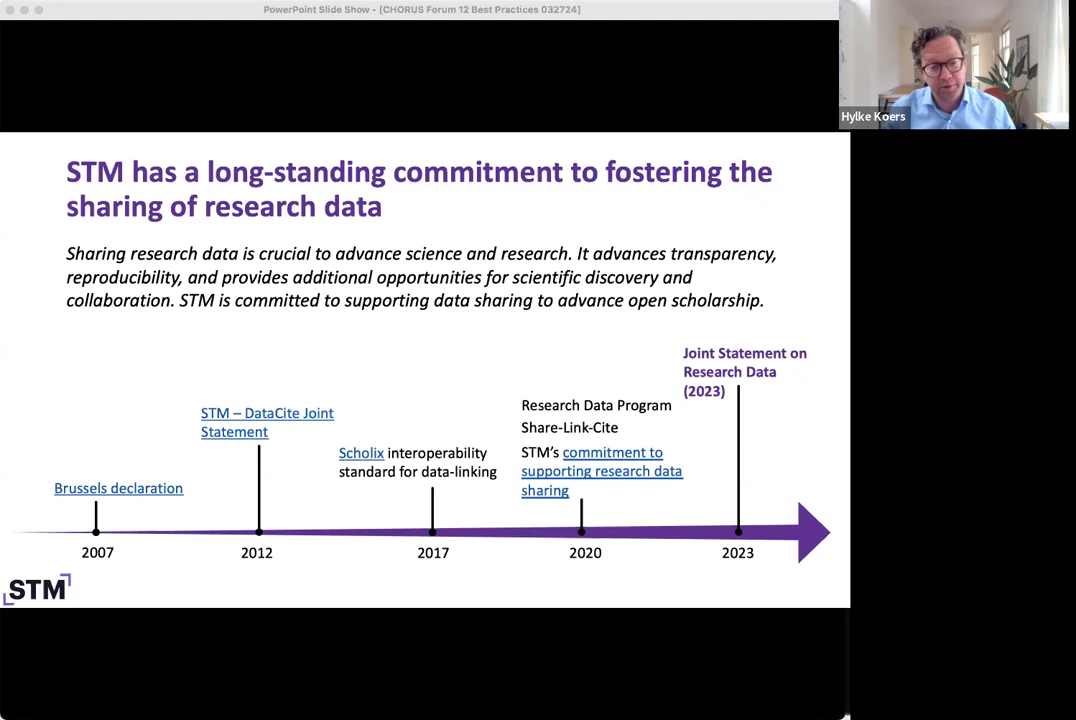 PowerPoint Slide Show - [CHORUS Forum 12 Best Practices 032724]
Hylke Koers
STM has a long-standing commitment to fostering the
sharing of research data
Sharing research data is crucial to advance science and research. It advances transparency,
reproducibility, and provides additional opportunities for scientific discovery and
collaboration. STM is committed to supporting data sharing to advance open scholarship.
Brussels declaration
STM – DataCite Joint
Statement
Scholix interoperability
standard for data-linking
Research Data Program
Share-Link-Cite
STM's commitment to
supporting research data
sharing
Joint Statement on
Research Data
(2023)
2007
2012
2017
2020
2023
STM